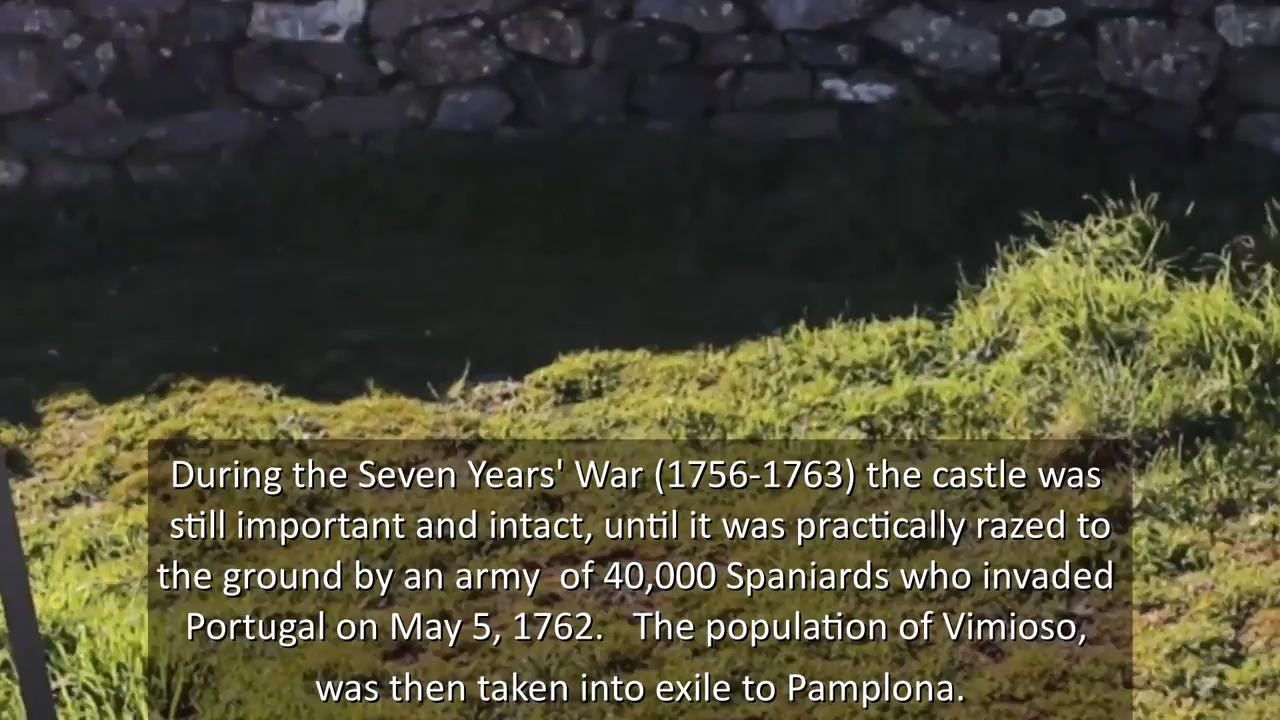 During the Seven Years' War (1756-1763) the castle was
still important and intact, until it was practically razed to
the ground by an army  of 40,000 Spaniards who invaded
Portugal on May 5, 1762.   The population of Vimioso,
was then taken into exile to Pamplona.